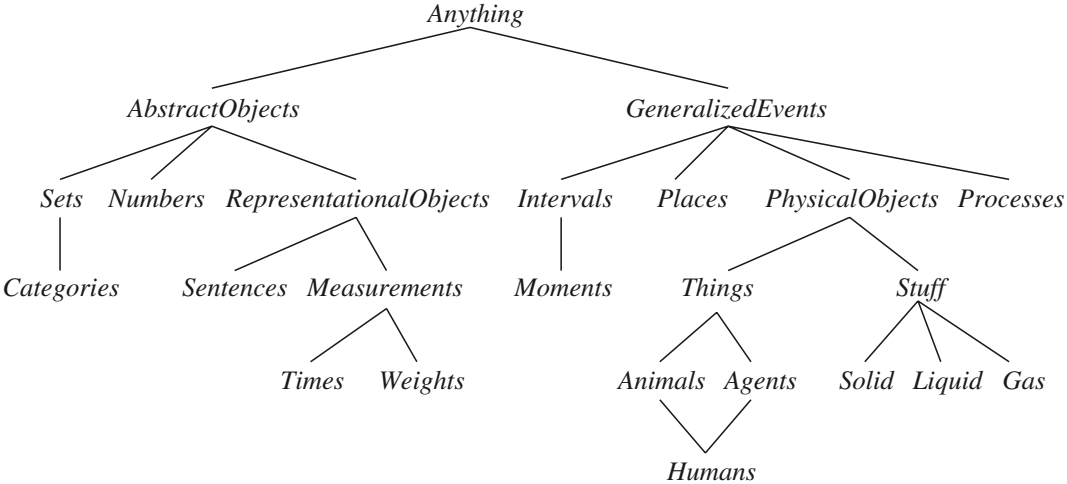 Anything
AbstractObjects GeneralizedEvents
Sets Numbers RepresentationalObjects Intervals Places PhysicalObjects Processes
Categories Sentences Measurements Moments Things Stuff
Times Weights Animals Agents Solid Liquid Gas
Humans